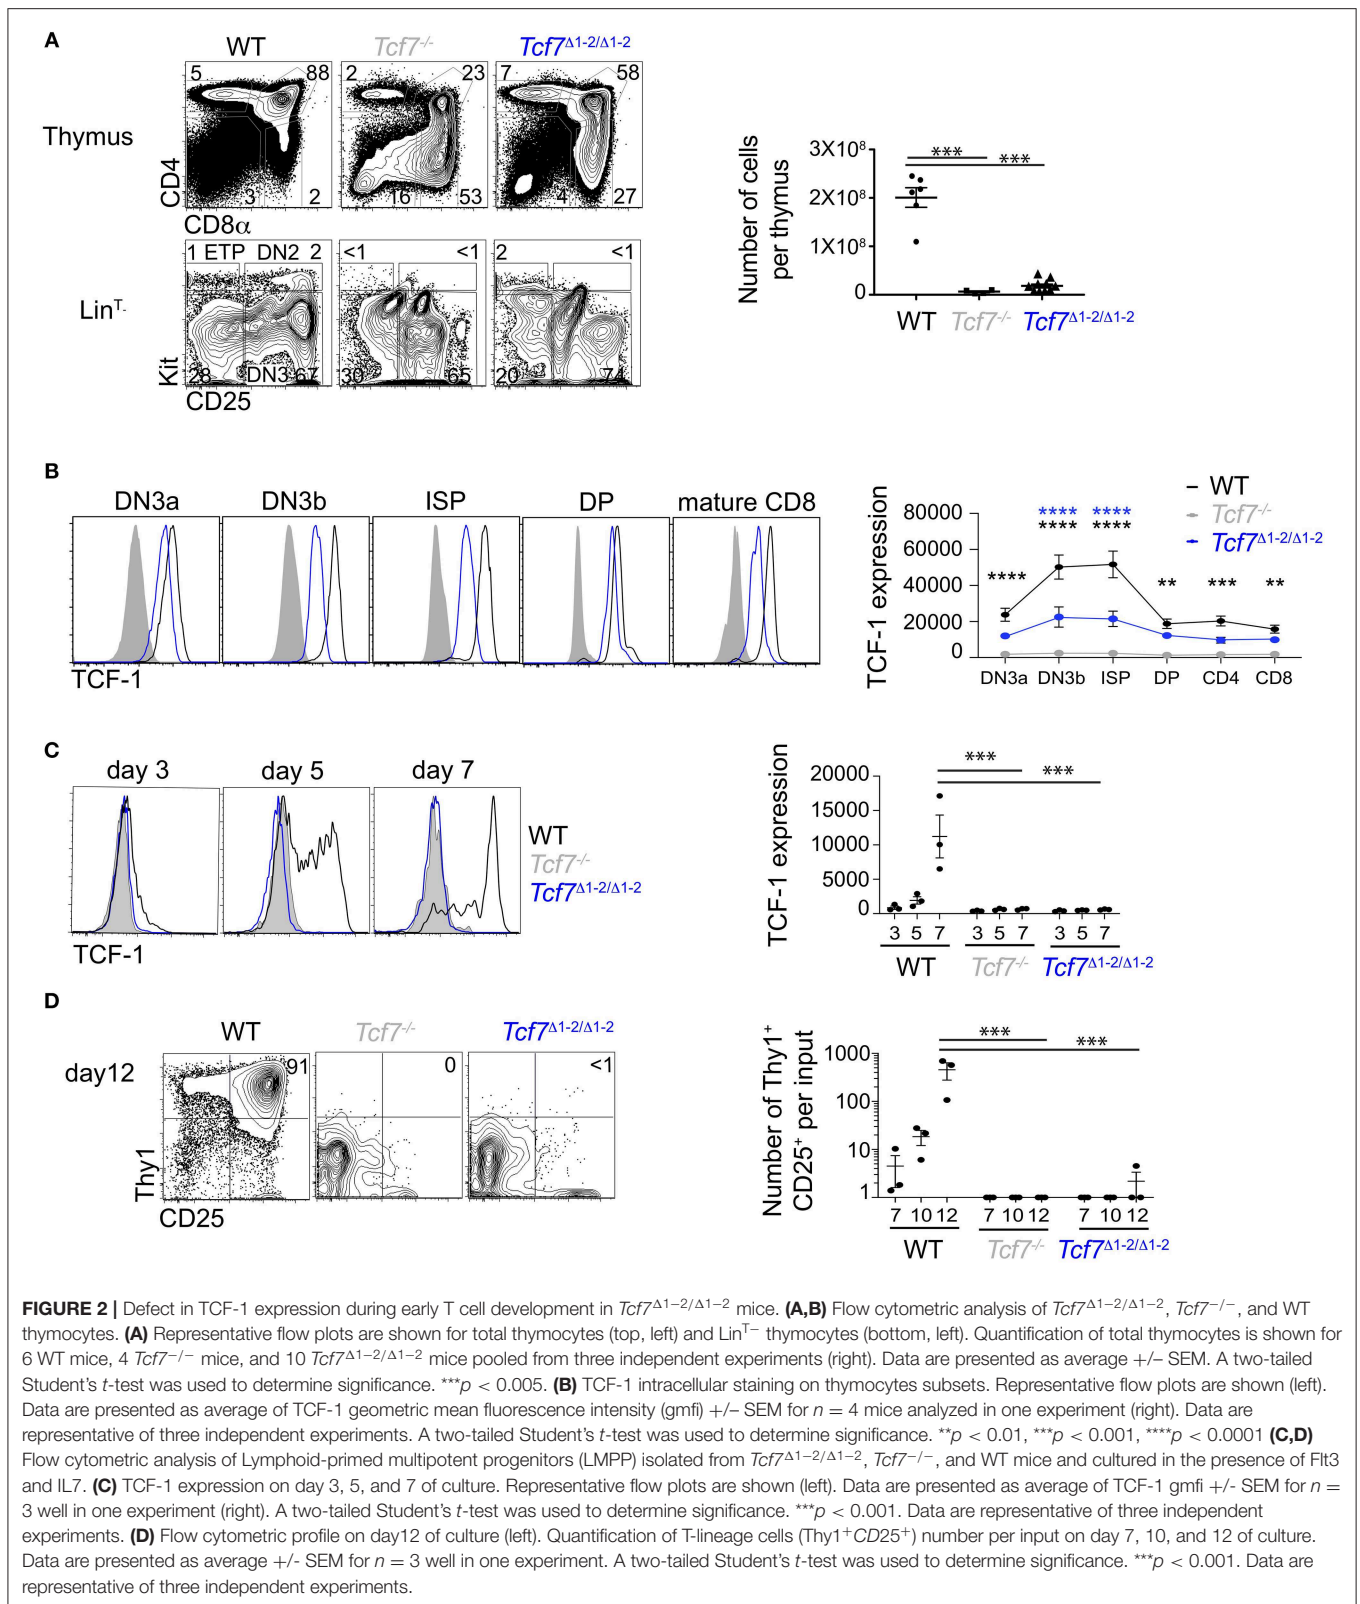 A
WT
Tcf7-/-
Tcf7Δ1-2/Δ1-2
Thymus
5
88
3
2
2
23
16
53
7
58
4
27
CD4
CD8α
LinT-
1 ETP DN2 2
28 DN3 67
<1 <1
30 65
2 <1
20 74
Kit
CD25
Number of cells
per thymus
3X10⁸
2X10⁸
1X10⁸
0
***
***
WT Tcf7-/- Tcf7Δ1-2/Δ1-2
B
DN3a DN3b ISP DP mature CD8
TCF-1
TCF-1 expression
80000
60000
40000
20000
0
**** ****
**** **** **** ** *** **
DN3a DN3b ISP DP CD4 CD8
WT
Tcf7-/-
Tcf7Δ1-2/Δ1-2
C
day 3 day 5 day 7
TCF-1
WT
Tcf7-/-
Tcf7Δ1-2/Δ1-2
TCF-1 expression
20000
15000
10000
5000
0
***
***
3 5 7 3 5 7 3 5 7
WT Tcf7-/- Tcf7Δ1-2/Δ1-2
D
WT Tcf7-/- Tcf7Δ1-2/Δ1-2
day12
91
0
<1
Thy1
CD25
Number of Thy1+
CD25+ per input
1000
100
10
1
***
***
7 10 12 7 10 12 7 10 12
WT Tcf7-/- Tcf7Δ1-2/Δ1-2
FIGURE 2 | Defect in TCF-1 expression during early T cell development in Tcf7Δ1−2/Δ1−2 mice. (A,B) Flow cytometric analysis of Tcf7Δ1−2/Δ1−2, Tcf7−/−, and WT
thymocytes. (A) Representative flow plots are shown for total thymocytes (top, left) and LinT− thymocytes (bottom, left). Quantification of total thymocytes is shown for
6 WT mice, 4 Tcf7−/− mice, and 10 Tcf7Δ1−2/Δ1−2 mice pooled from three independent experiments (right). Data are presented as average +/− SEM. A two-tailed
Student's t-test was used to determine significance. ***p < 0.005. (B) TCF-1 intracellular staining on thymocytes subsets. Representative flow plots are shown (left).
Data are presented as average of TCF-1 geometric mean fluorescence intensity (gmfi) +/− SEM for n = 4 mice analyzed in one experiment (right). Data are
representative of three independent experiments. A two-tailed Student's t-test was used to determine significance. **p < 0.01, ***p < 0.001, ****p < 0.0001 (C,D)
Flow cytometric analysis of Lymphoid-primed multipotent progenitors (LMPP) isolated from Tcf7Δ1−2/Δ1−2, Tcf7−/−, and WT mice and cultured in the presence of Flt3
and IL7. (C) TCF-1 expression on day 3, 5, and 7 of culture. Representative flow plots are shown (left). Data are presented as average of TCF-1 gmfi +/- SEM for n =
3 well in one experiment (right). A two-tailed Student's t-test was used to determine significance. ***p < 0.001. Data are representative of three independent
experiments. (D) Flow cytometric profile on day12 of culture (left). Quantification of T-lineage cells (Thy1+CD25+) number per input on day 7, 10, and 12 of culture.
Data are presented as average +/- SEM for n = 3 well in one experiment. A two-tailed Student's t-test was used to determine significance. ***p < 0.001. Data are
representative of three independent experiments.